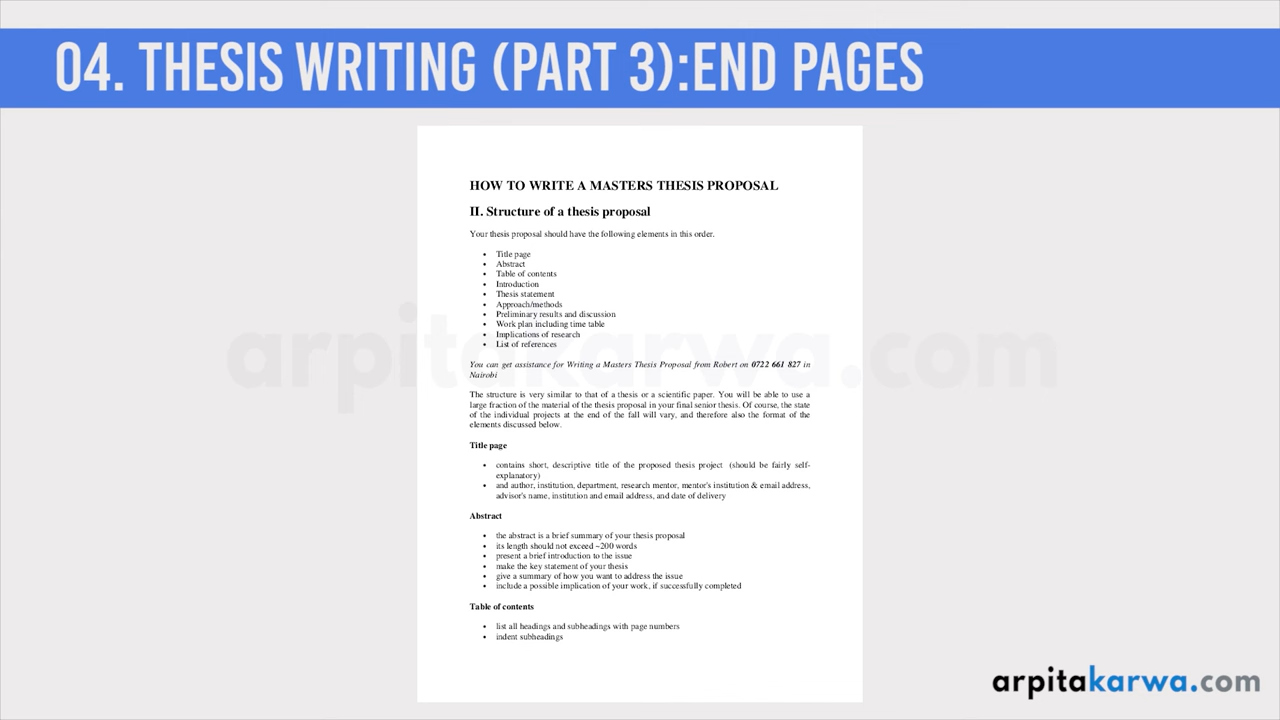 04. THESIS WRITING (PART 3):END PAGES
HOW TO WRITE A MASTERS THESIS PROPOSAL
II. Structure of a thesis proposal
Your thesis proposal should have the following elements in this order.
• Title page
• Abstract
• Table of contents
• Introduction
• Thesis statement
• Approach/methods
• Preliminary results and discussion
• Work plan including time table
• Implications of research
• List of references
You can get assistance for Writing a Masters Thesis Proposal from Robert on 0722 661 827 in
Nairobi
The structure is very similar to that of a thesis or a scientific paper. You will be able to use a
large fraction of the material of the thesis proposal in your final senior thesis. Of course, the state
of the individual projects at the end of the fall will vary, and therefore also the format of the
elements discussed below.
Title page
• contains short, descriptive title of the proposed thesis project (should be fairly self-
explanatory)
• and author, institution, department, research mentor, mentor's institution & email address,
advisor's name, institution and email address, and date of delivery
Abstract
• the abstract is a brief summary of your thesis proposal
• its length should not exceed ~200 words
• present a brief introduction to the issue
• make the key statement of your thesis
• give a summary of how you want to address the issue
• include a possible implication of your work, if successfully completed
Table of contents
• list all headings and subheadings with page numbers
• indent subheadings
arpitakarwa.com
arpitakarwa.com